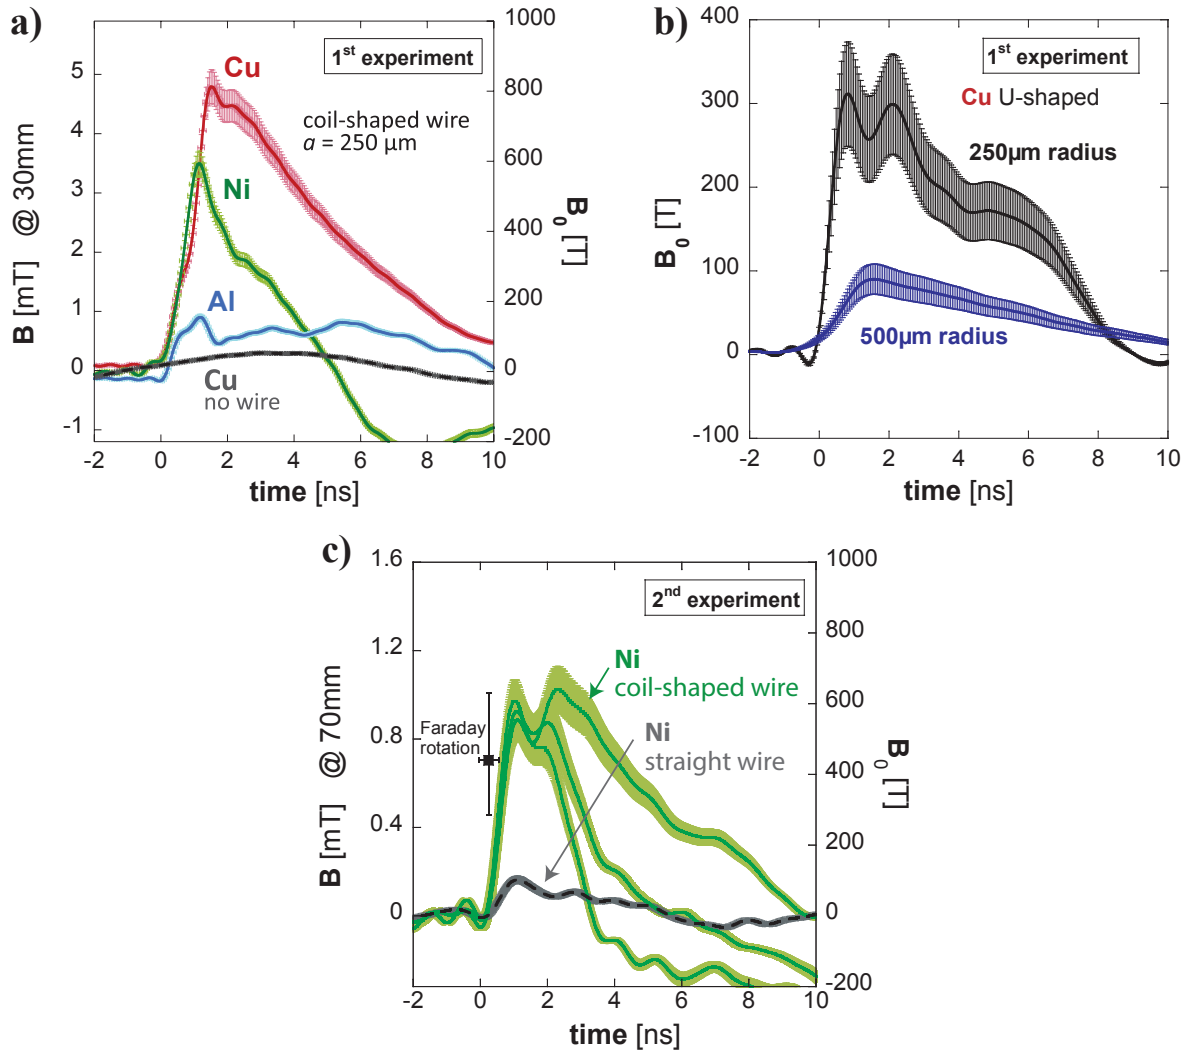 a)
1000
800
600
400
200
0
-200
B₀ [T]
5
4
3
2
1
0
-1
B [mT] @ 30mm
1st experiment
Cu
coil-shaped wire
a = 250 µm
Ni
Al
Cu
no wire
-2 0 2 4 6 8 10
time [ns]
b)
400
300
200
100
0
-100
B₀ [T]
1st experiment
Cu U-shaped
250µm radius
500µm radius
-2 0 2 4 6 8 10
time [ns]
c)
1.6
1.2
0.8
0.4
0
B [mT] @ 70mm
1000
800
600
400
200
0
-200
B₀ [T]
2nd experiment
Ni
coil-shaped wire
Faraday
rotation
Ni
straight wire
-2 0 2 4 6 8 10
time [ns]